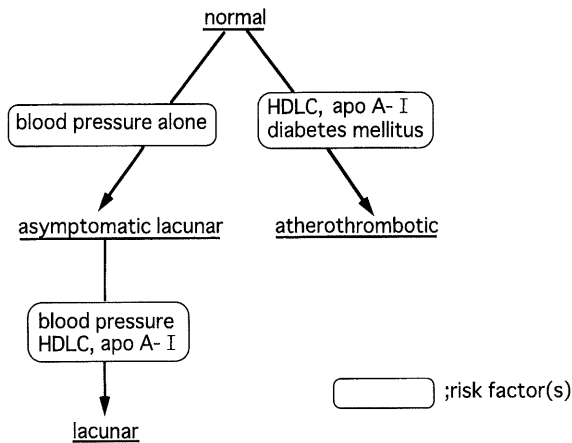 normal
blood pressure alone
HDLC, apo A-Ⅰ
diabetes mellitus
asymptomatic lacunar
atherothrombotic
blood pressure
HDLC, apo A-Ⅰ
;risk factor(s)
lacunar